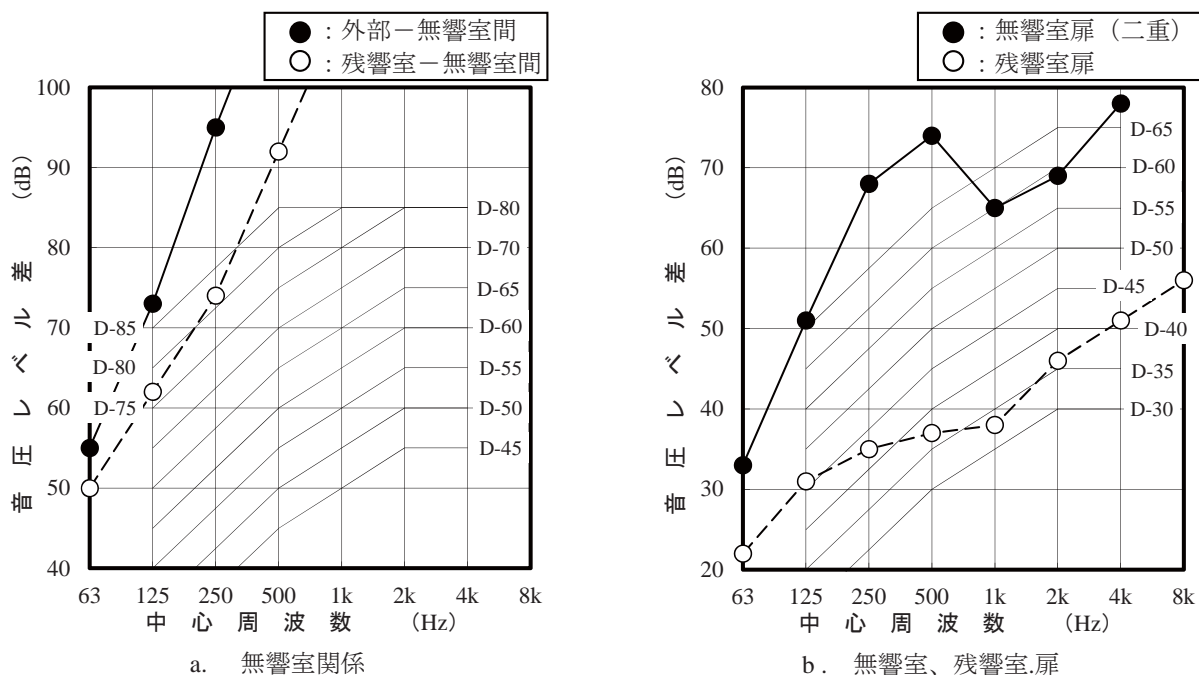 ● : 外部－無響室間
○ : 残響室－無響室間
100
90
80
70
60
50
40
音圧レベル差 (dB)
D-85
D-80
D-75
D-80
D-70
D-65
D-60
D-55
D-50
D-45
63 125 250 500 1k 2k 4k 8k
中心周波数 (Hz)
a. 無響室関係
● : 無響室扉（二重）
○ : 残響室扉
80
70
60
50
40
30
20
音圧レベル差 (dB)
D-65
D-60
D-55
D-50
D-45
D-40
D-35
D-30
63 125 250 500 1k 2k 4k 8k
中心周波数 (Hz)
b . 無響室、残響室.扉